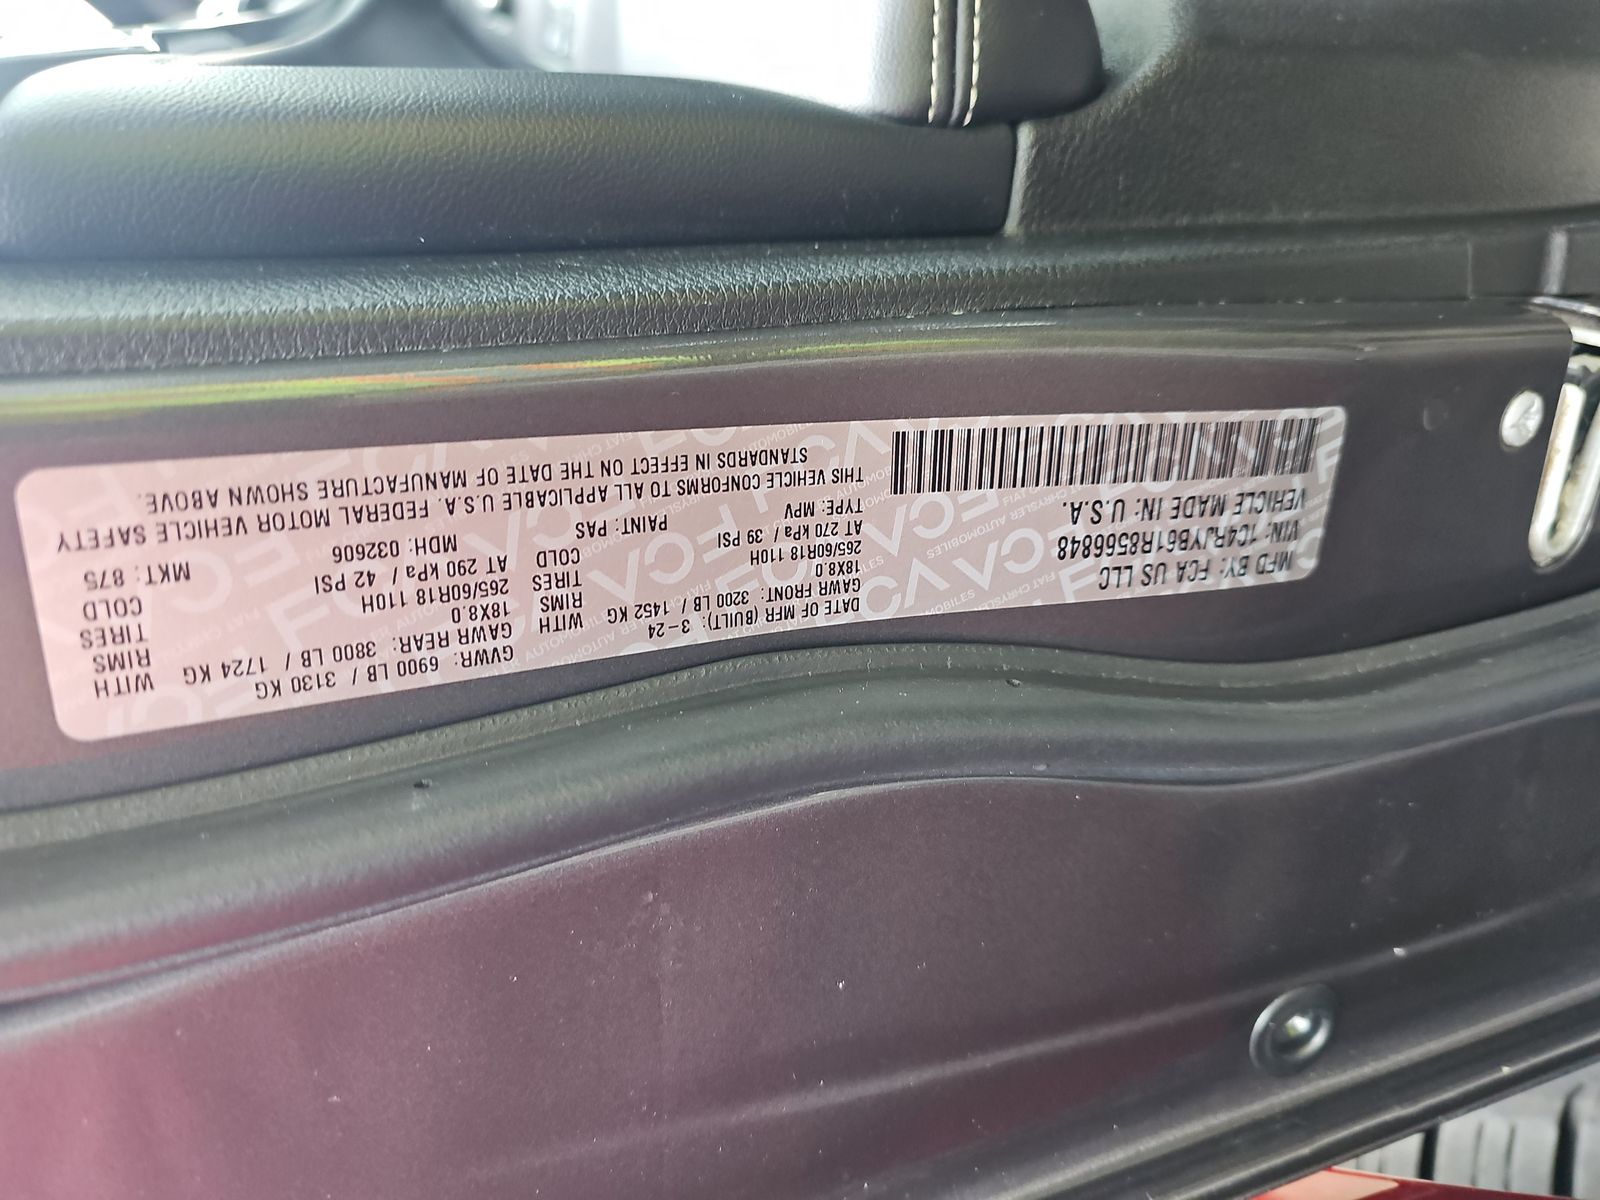 MFD BY: FCA US LLC
DATE OF MFR (BUILT): 3-24
GVWR: 6900 LB / 3130 KG
GAWR FRONT: 3200 LB / 1452 KG WITH
GAWR REAR: 3800 LB / 1724 KG WITH
18X8.0 RIMS
18X8.0 RIMS
265/60R18 110H TIRES
265/60R18 110H TIRES
AT 270 kPa / 39 PSI COLD
AT 290 kPa / 42 PSI COLD
VIN: 1C4RJYB61R8566848
TYPE: MPV
PAINT: PAS
MDH: 032606
MKT: 875
VEHICLE MADE IN: U.S.A.
THIS VEHICLE CONFORMS TO ALL APPLICABLE U.S.A. FEDERAL MOTOR VEHICLE SAFETY
STANDARDS IN EFFECT ON THE DATE OF MANUFACTURE SHOWN ABOVE.